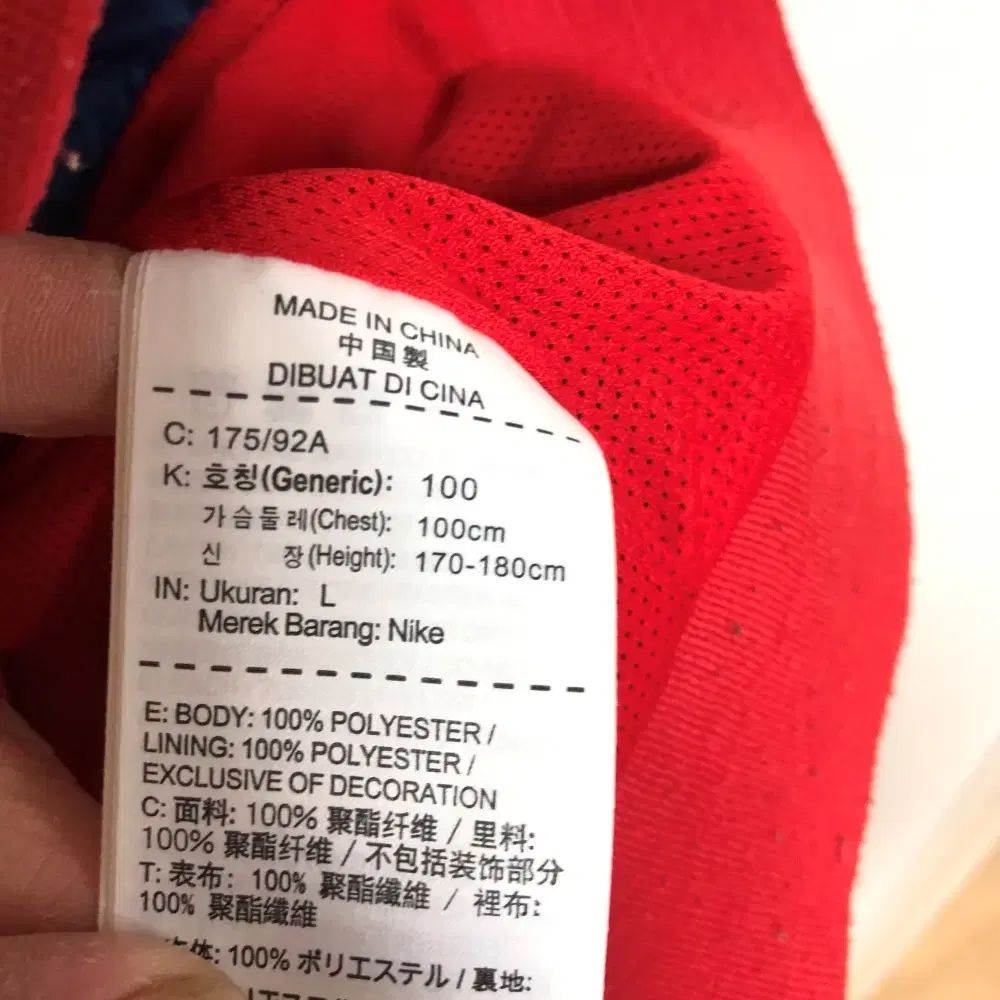 MADE IN CHINA
中国製
DIBUAT DI CINA
C: 175/92A
K: 호칭(Generic): 100
가슴둘레(Chest): 100cm
신 장(Height): 170-180cm
IN: Ukuran: L
Merek Barang: Nike
E: BODY: 100% POLYESTER /
LINING: 100% POLYESTER /
EXCLUSIVE OF DECORATION
C: 面料: 100% 聚酯纤维 / 里料:
100% 聚酯纤维 / 不包括装饰部分
T: 表布: 100% 聚酯纖維 / 裡布:
100% 聚酯纖維
体: 100% ポリエステル / 裏地: